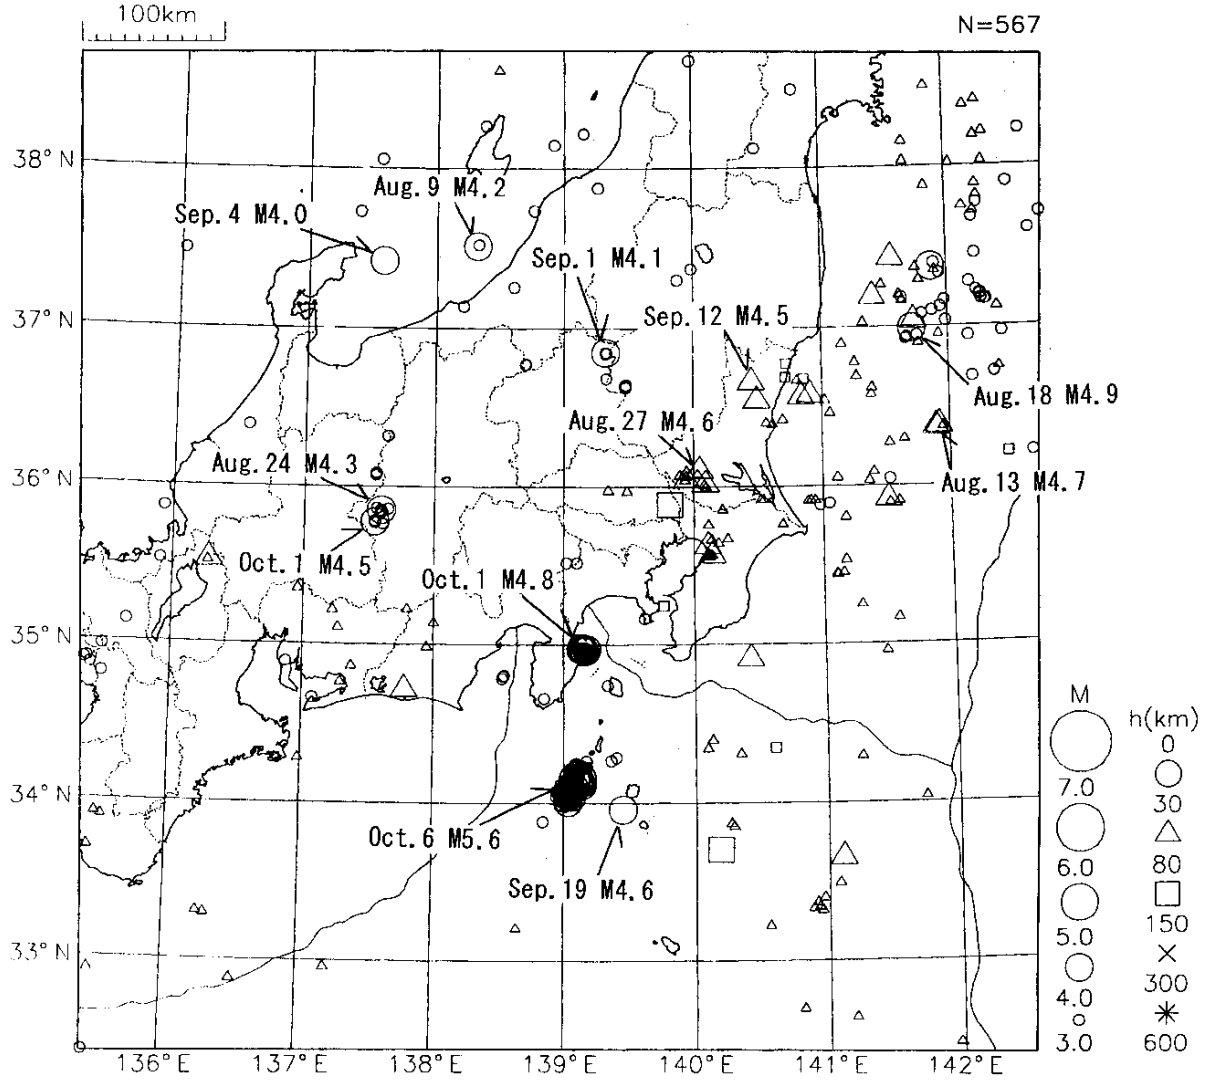 100km
N=567
38°N
Aug.9 M4.2
Sep.4 M4.0
Sep.1 M4.1
37°N
Sep.12 M4.5
Aug.18 M4.9
Aug.27 M4.6
36°N
Aug.24 M4.3
Aug.13 M4.7
Oct.1 M4.5
Oct.1 M4.8
35°N
34°N
Oct.6 M5.6
Sep.19 M4.6
33°N
136°E 137°E 138°E 139°E 140°E 141°E 142°E
M
7.0
6.0
5.0
4.0
3.0
h(km)
0
30
80
150
300
600